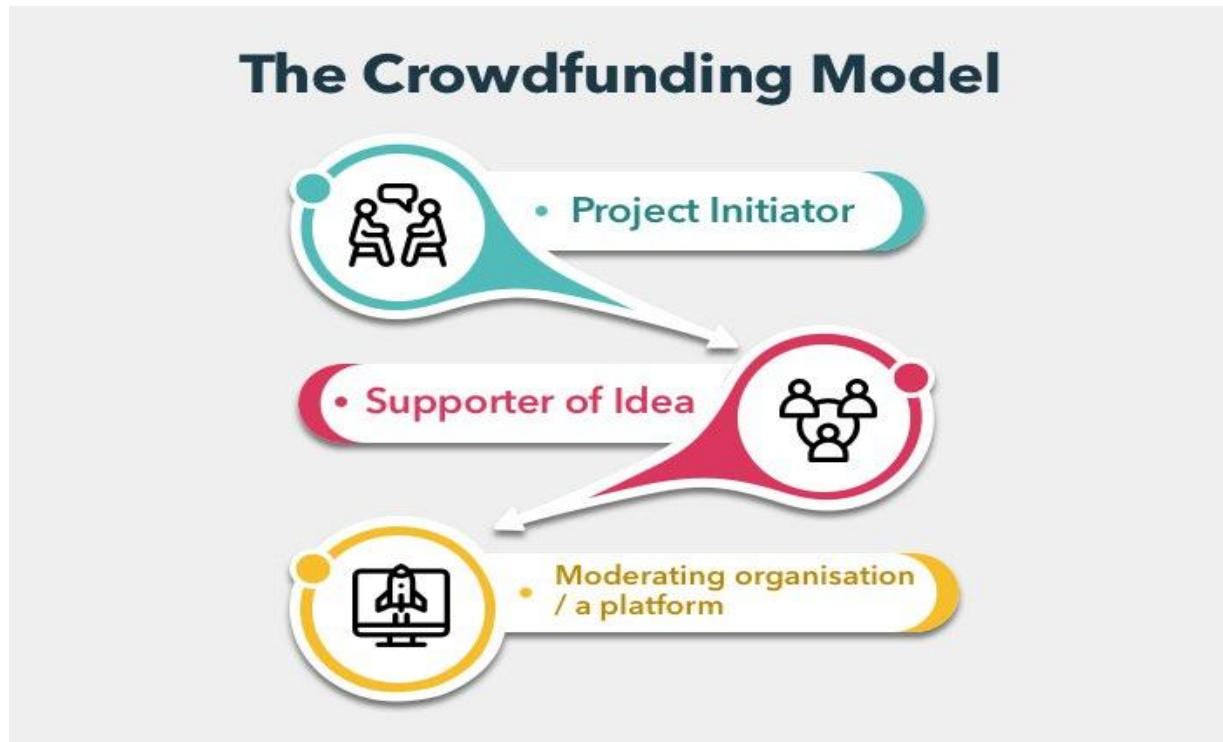 The Crowdfunding Model
• Project Initiator
• Supporter of Idea
• Moderating organisation
/ a platform